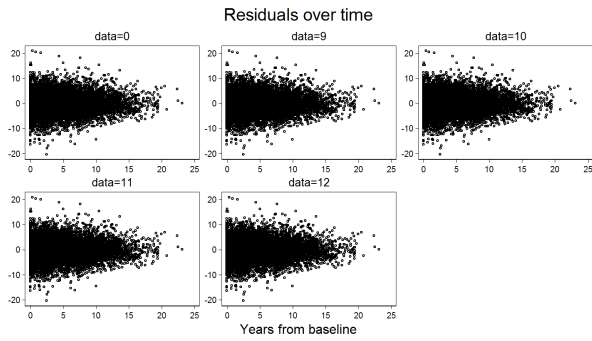 Residuals over time
data=0 data=9 data=10
20 20 20
10 10 10
0 0 0
-10 -10 -10
-20 -20 -20
0 5 10 15 20 25 0 5 10 15 20 25 0 5 10 15 20 25
data=11 data=12
20 20
10 10
0 0
-10 -10
-20 -20
0 5 10 15 20 25 0 5 10 15 20 25
Years from baseline